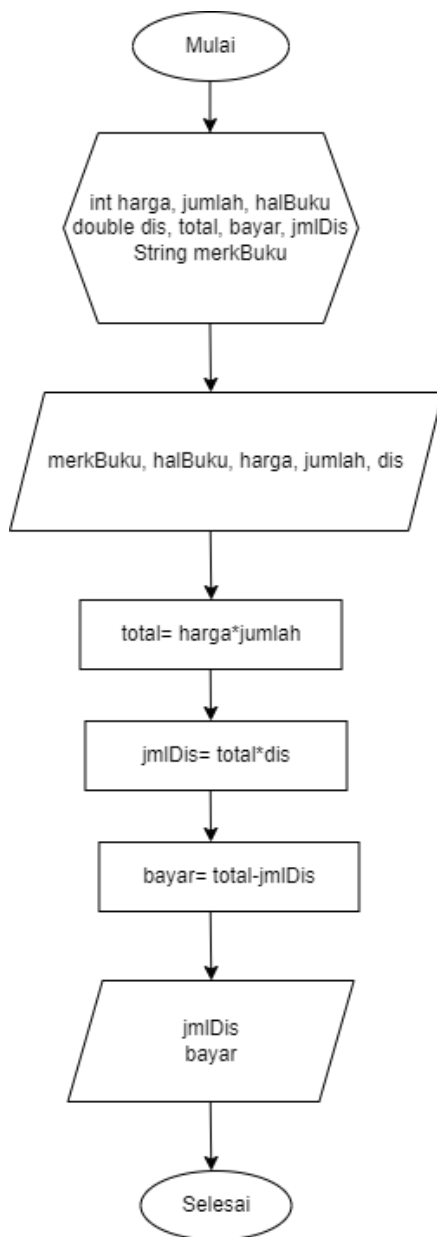 Mulai
int harga, jumlah, halBuku
double dis, total, bayar, jmlDis
String merkBuku
merkBuku, halBuku, harga, jumlah, dis
total= harga*jumlah
jmlDis= total*dis
bayar= total-jmlDis
jmlDis
bayar
Selesai